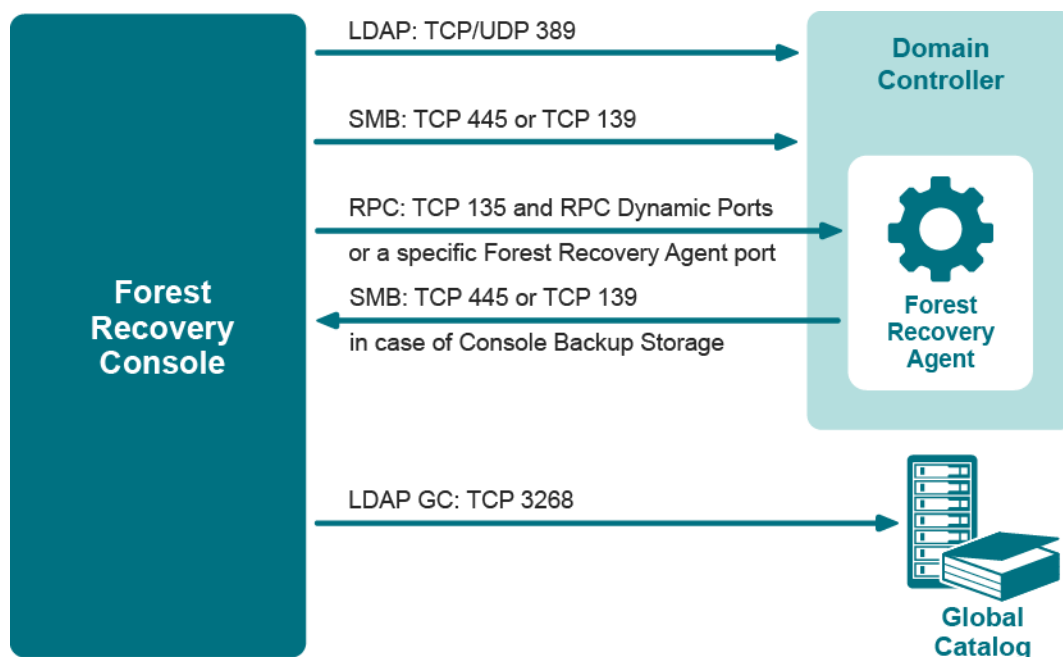 LDAP: TCP/UDP 389
Domain
Controller
SMB: TCP 445 or TCP 139
RPC: TCP 135 and RPC Dynamic Ports
or a specific Forest Recovery Agent port
SMB: TCP 445 or TCP 139
in case of Console Backup Storage
Forest
Recovery
Agent
Forest
Recovery
Console
LDAP GC: TCP 3268
Global
Catalog